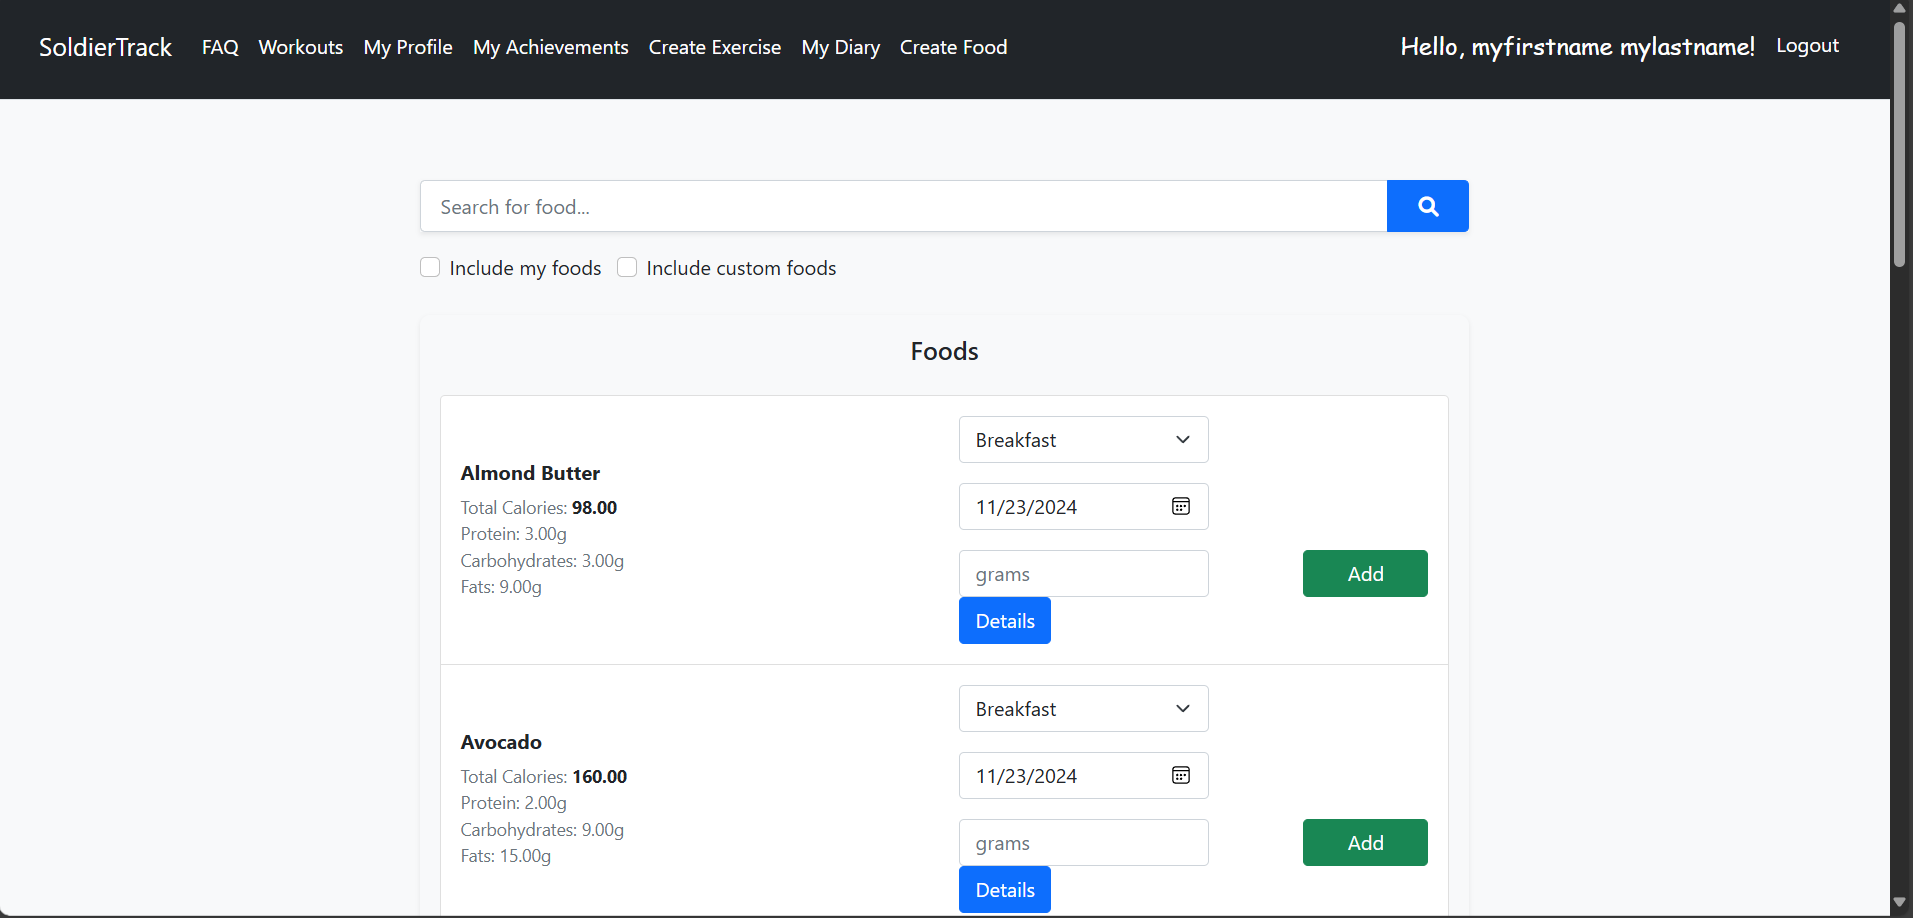 SoldierTrack FAQ Workouts My Profile My Achievements Create Exercise My Diary Create Food Hello, myfirstname mylastname! Logout
Search for food...
Include my foods Include custom foods
Foods
Breakfast
Almond Butter
Total Calories: 98.00
11/23/2024
Protein: 3.00g
Carbohydrates: 3.00g
Fats: 9.00g
grams
Add
Details
Breakfast
Avocado
Total Calories: 160.00
11/23/2024
Protein: 2.00g
Carbohydrates: 9.00g
Fats: 15.00g
grams
Add
Details